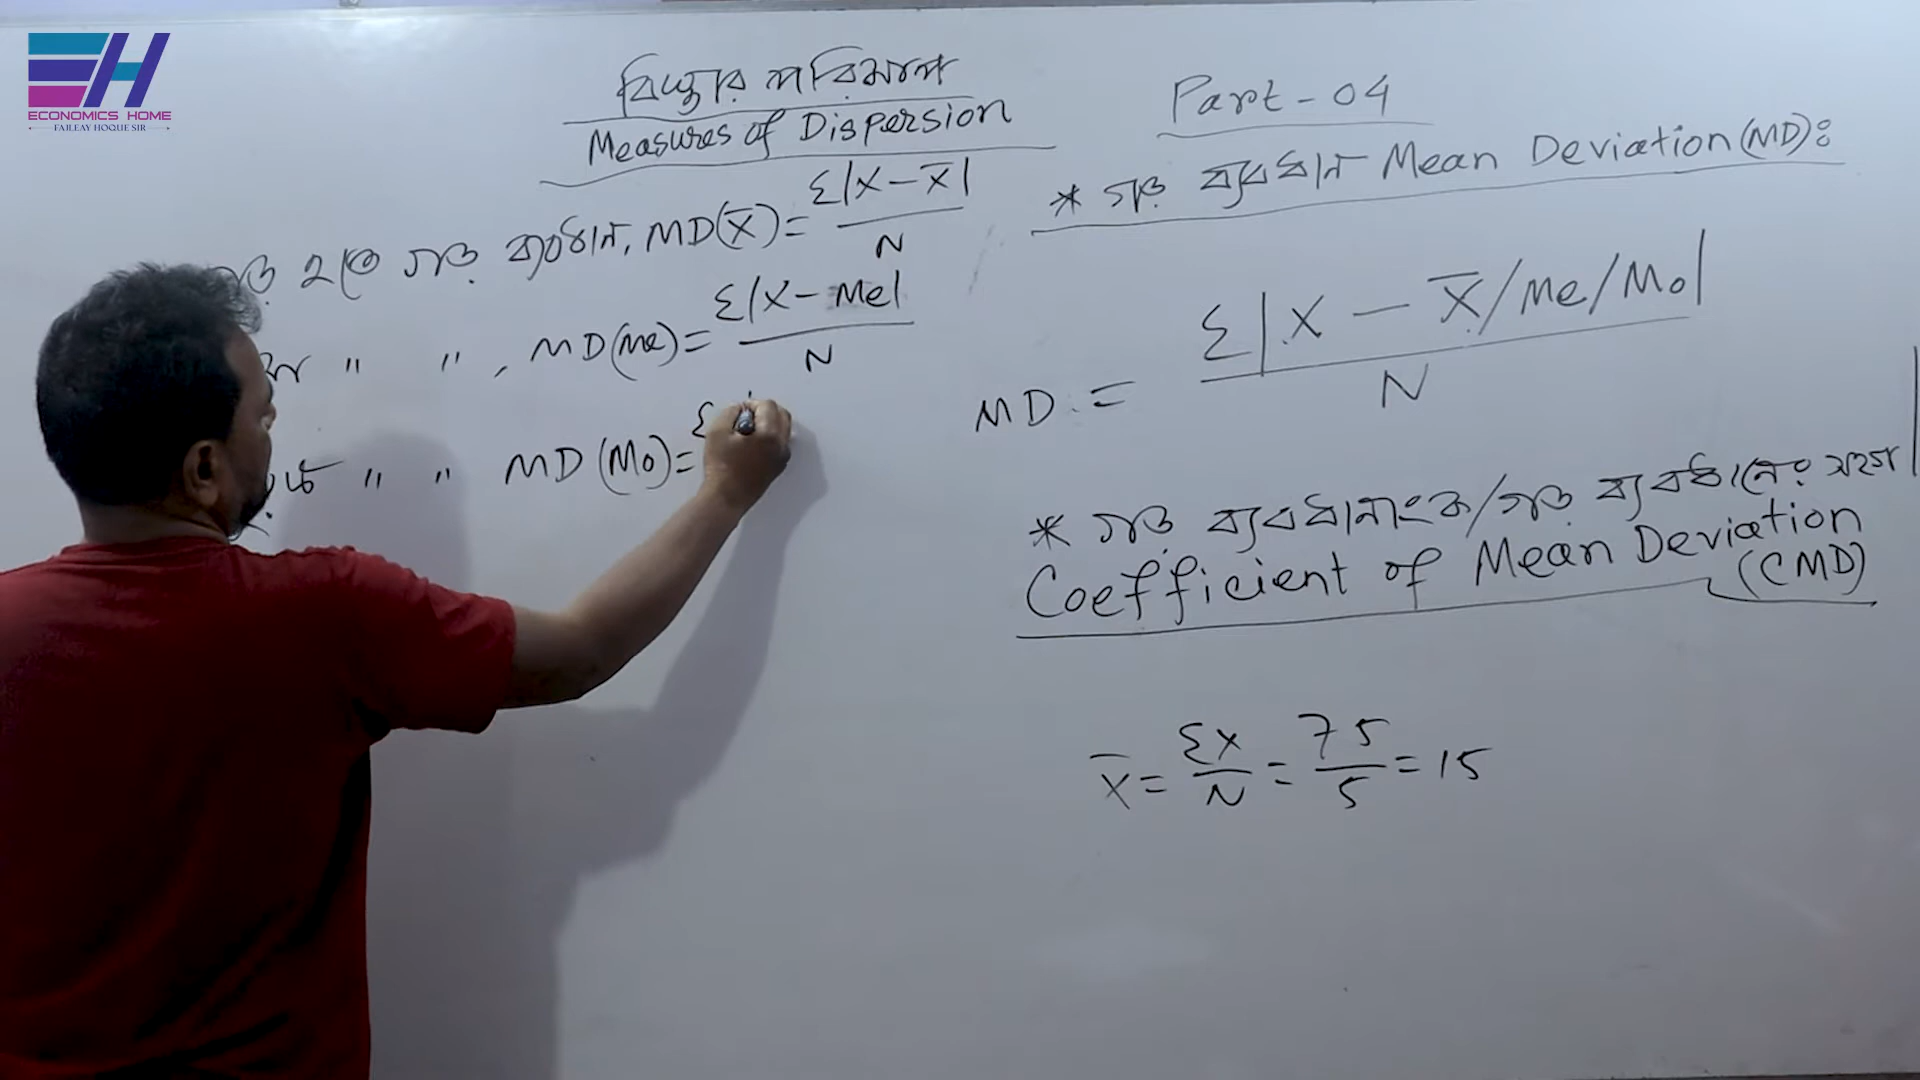 ECONOMICS HOME
FAILEAY HOQUE SIR
বিস্তার পরিমাপ
Measures of Dispersion
হতে গড় ব্যবধান, MD(X̄) = Σ|X – X̄| / N
" " , MD(Me) = Σ|X – Me| / N
" " MD(Mo) = Σ
Part - 04
* গড় ব্যবধান Mean Deviation (MD):
MD = Σ|X – X̄/Me/Mo| / N
* গড় ব্যবধানাংক/গড় ব্যবধানের সহগ
Coefficient of Mean Deviation
(CMD)
X̄ = ΣX / N = 75 / 5 = 15